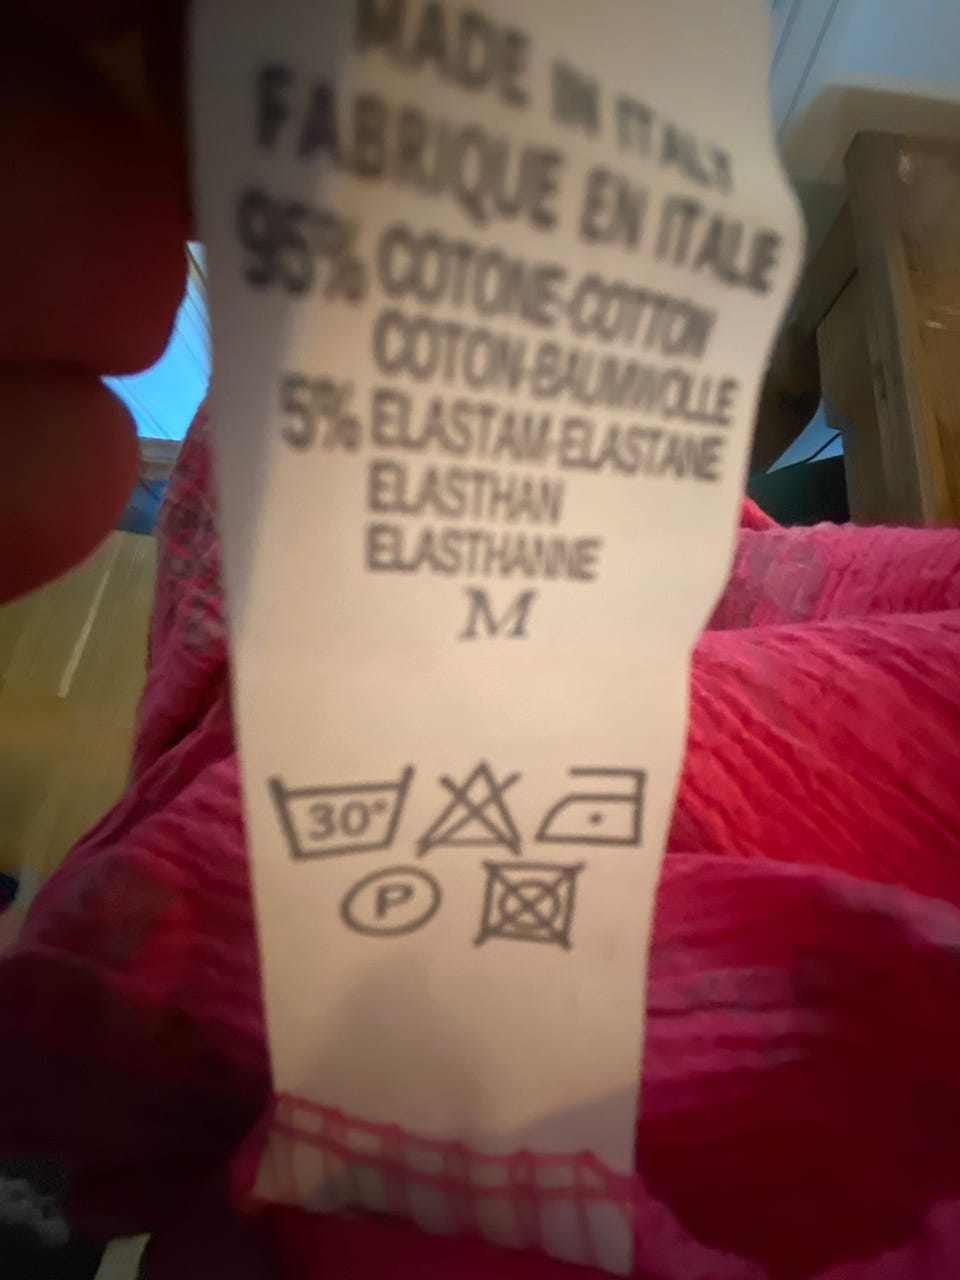 MADE IN ITALY
FABRIQUE EN ITALIE
95% COTONE-COTTON
COTON-BAUMWOLLE
5% ELASTAM-ELASTANE
ELASTHAN
ELASTHANNE
M
30°
P